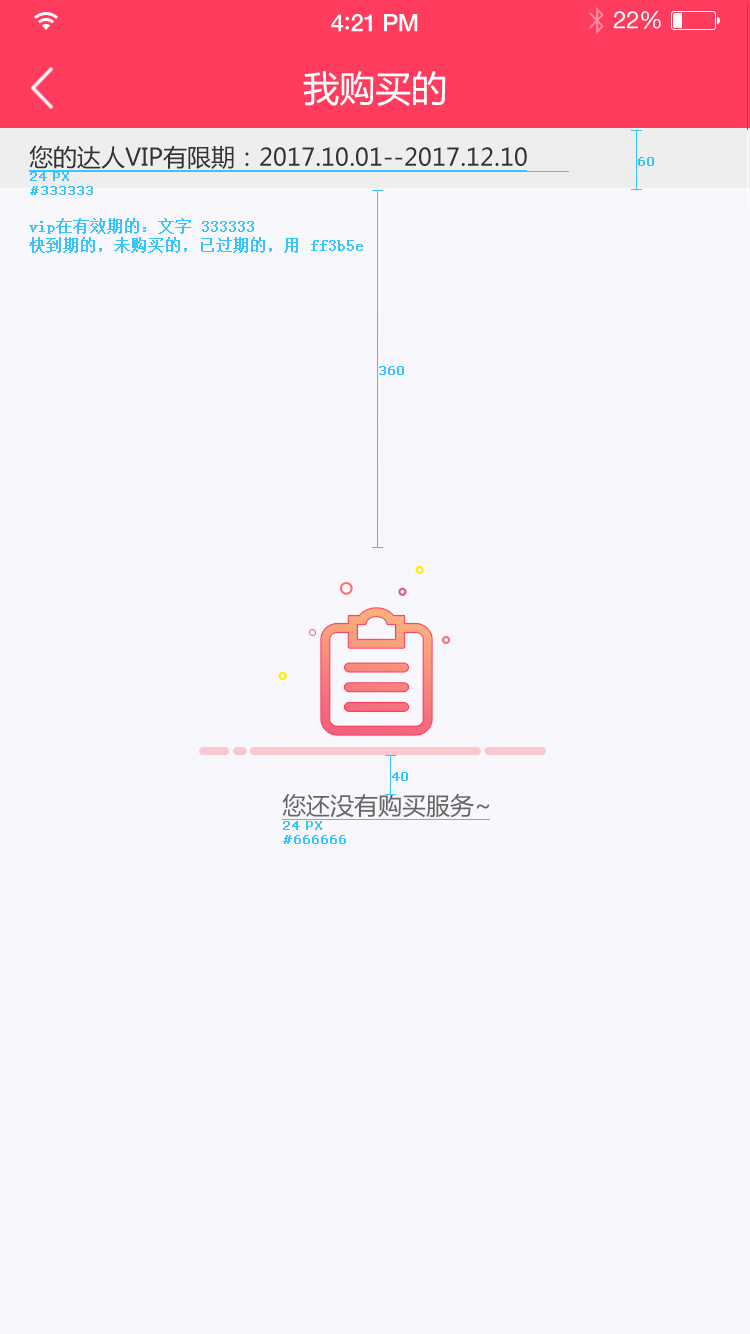 4:21 PM
22%
我购买的
您的达人VIP有限期：2017.10.01--2017.12.10
60
24 PX
#333333
vip在有效期的：文字 333333
快到期的，未购买的，已过期的，用 ff3b5e
360
40
您还没有购买服务~
24 PX
#666666